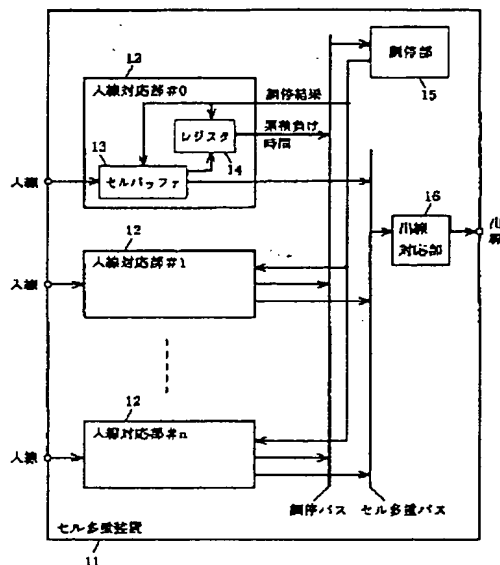 12
入線対応部#0
調停部
15
調停結果
レジスタ
14
累積負け
時間
13
セルバッファ
入線
16
出線
対応部
出
線
12
入線対応部#1
入線
12
入線対応部#n
入線
調停バス
セル多重バス
セル多重装置
11